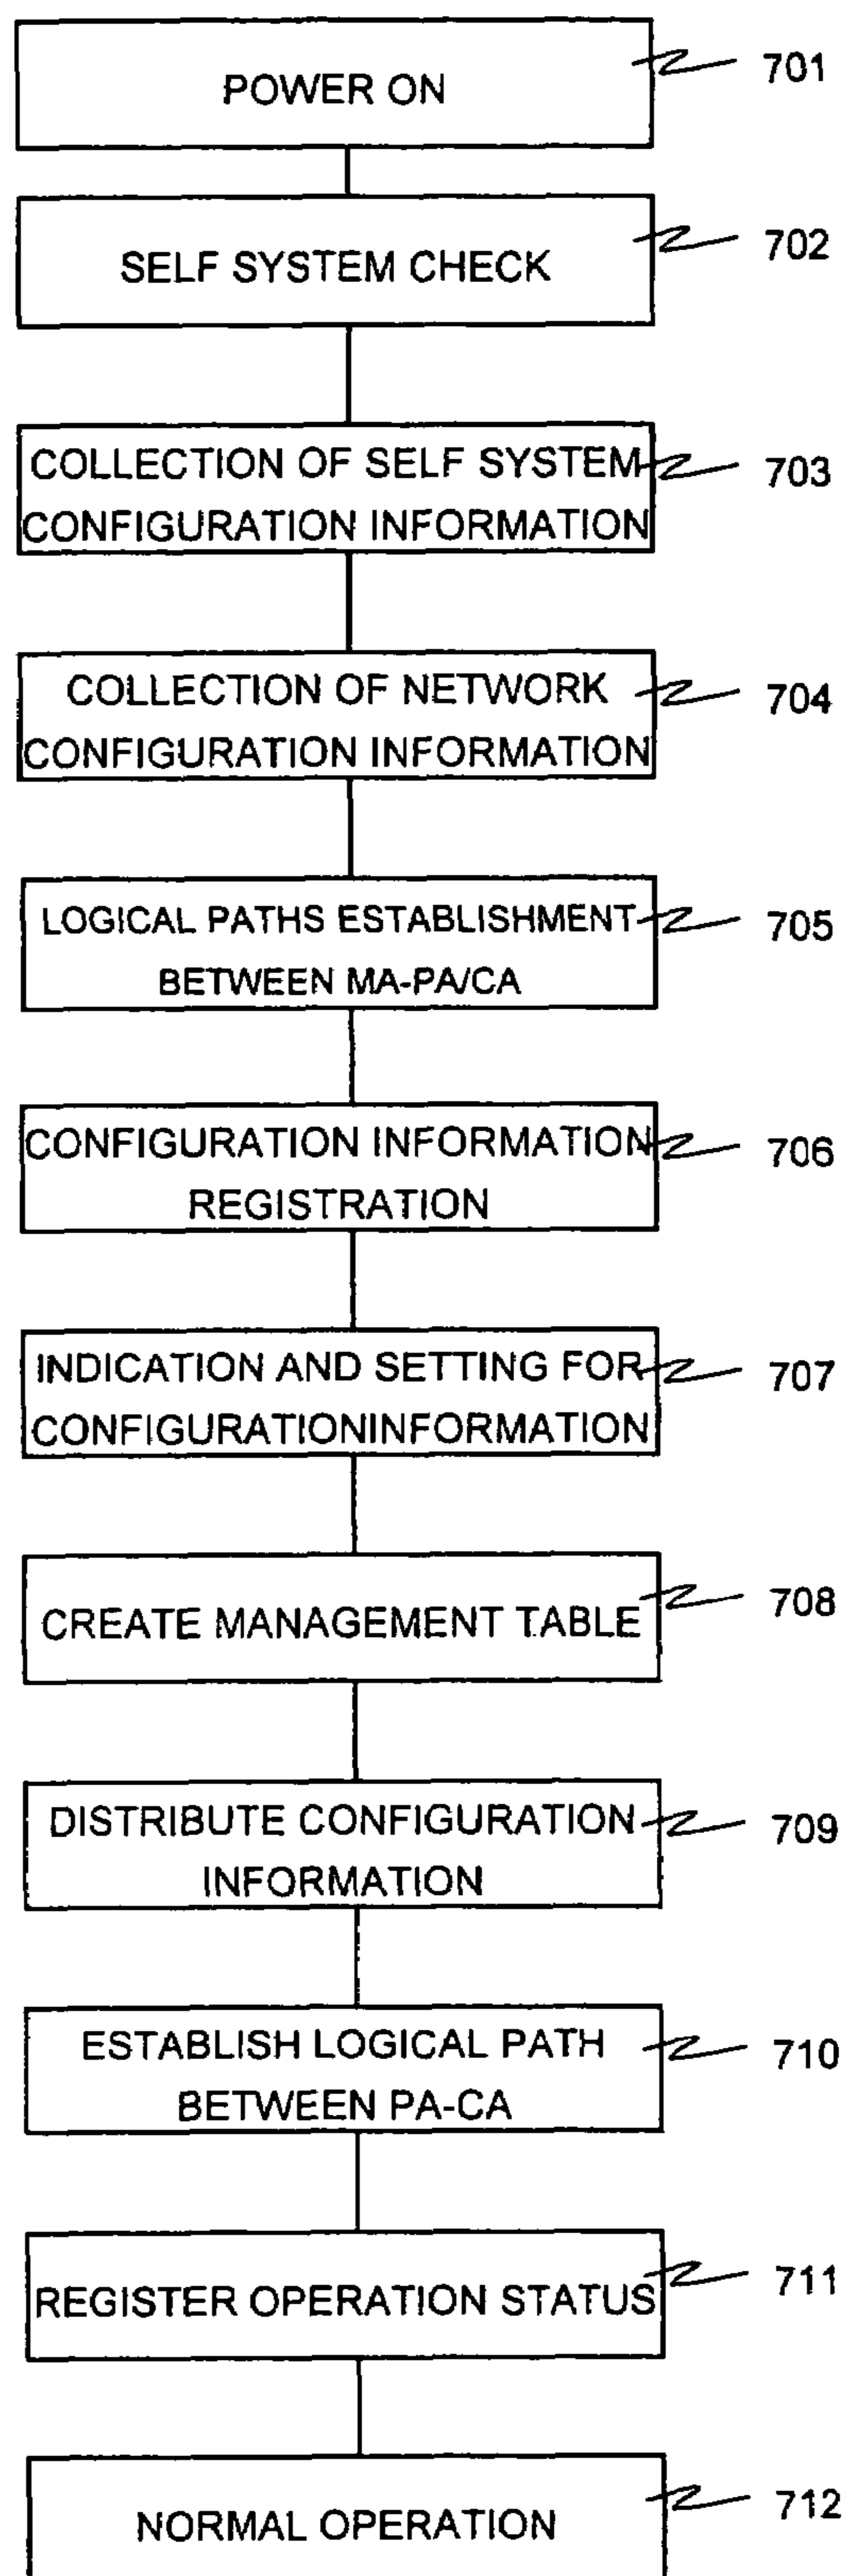 POWER ON
701
SELF SYSTEM CHECK
702
COLLECTION OF SELF SYSTEM
CONFIGURATION INFORMATION
703
COLLECTION OF NETWORK
CONFIGURATION INFORMATION
704
LOGICAL PATHS ESTABLISHMENT
BETWEEN MA-PA/CA
705
CONFIGURATION INFORMATION
REGISTRATION
706
INDICATION AND SETTING FOR
CONFIGURATIONINFORMATION
707
CREATE MANAGEMENT TABLE
708
DISTRIBUTE CONFIGURATION
INFORMATION
709
ESTABLISH LOGICAL PATH
BETWEEN PA-CA
710
REGISTER OPERATION STATUS
711
NORMAL OPERATION
712